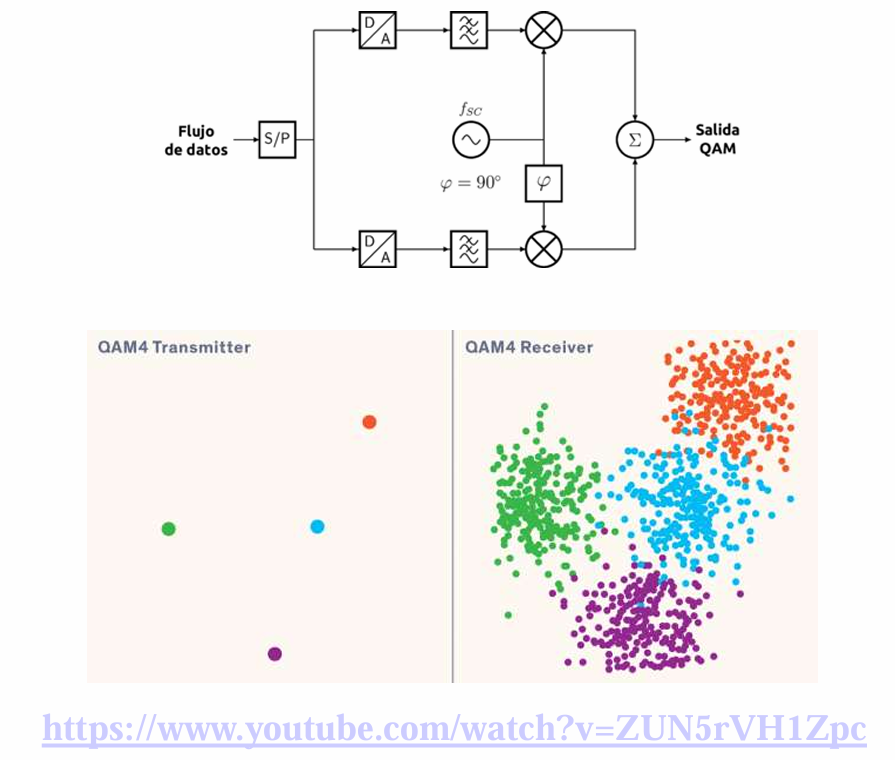 D
A
f_SC
Flujo
de datos
S/P
Σ
Salida
QAM
φ = 90°
φ
D
A
QAM4 Transmitter
QAM4 Receiver
https://www.youtube.com/watch?v=ZUN5rVH1Zpc